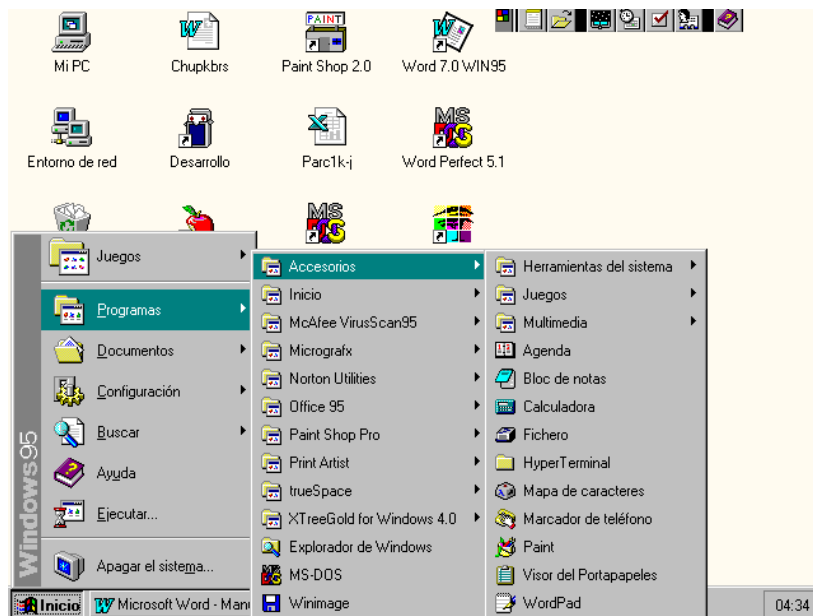 PAINT
Mi PC
Chupkbrs
Paint Shop 2.0
Word 7.0 WIN95
MS
Entorno de red
Desarrollo
Parc1k-j
Word Perfect 5.1
MS
Juegos
Programas
Documentos
Configuración
Buscar
Ayuda
Ejecutar...
Apagar el sistema...
Windows95
Accesorios
Inicio
McAfee VirusScan95
Micrografx
Norton Utilities
Office 95
Paint Shop Pro
Print Artist
trueSpace
XTreeGold for Windows 4.0
Explorador de Windows
MS-DOS
Winimage
Herramientas del sistema
Juegos
Multimedia
Agenda
Bloc de notas
Calculadora
Fichero
HyperTerminal
Mapa de caracteres
Marcador de teléfono
Paint
Visor del Portapapeles
WordPad
Inicio
Microsoft Word - Manu
04:34